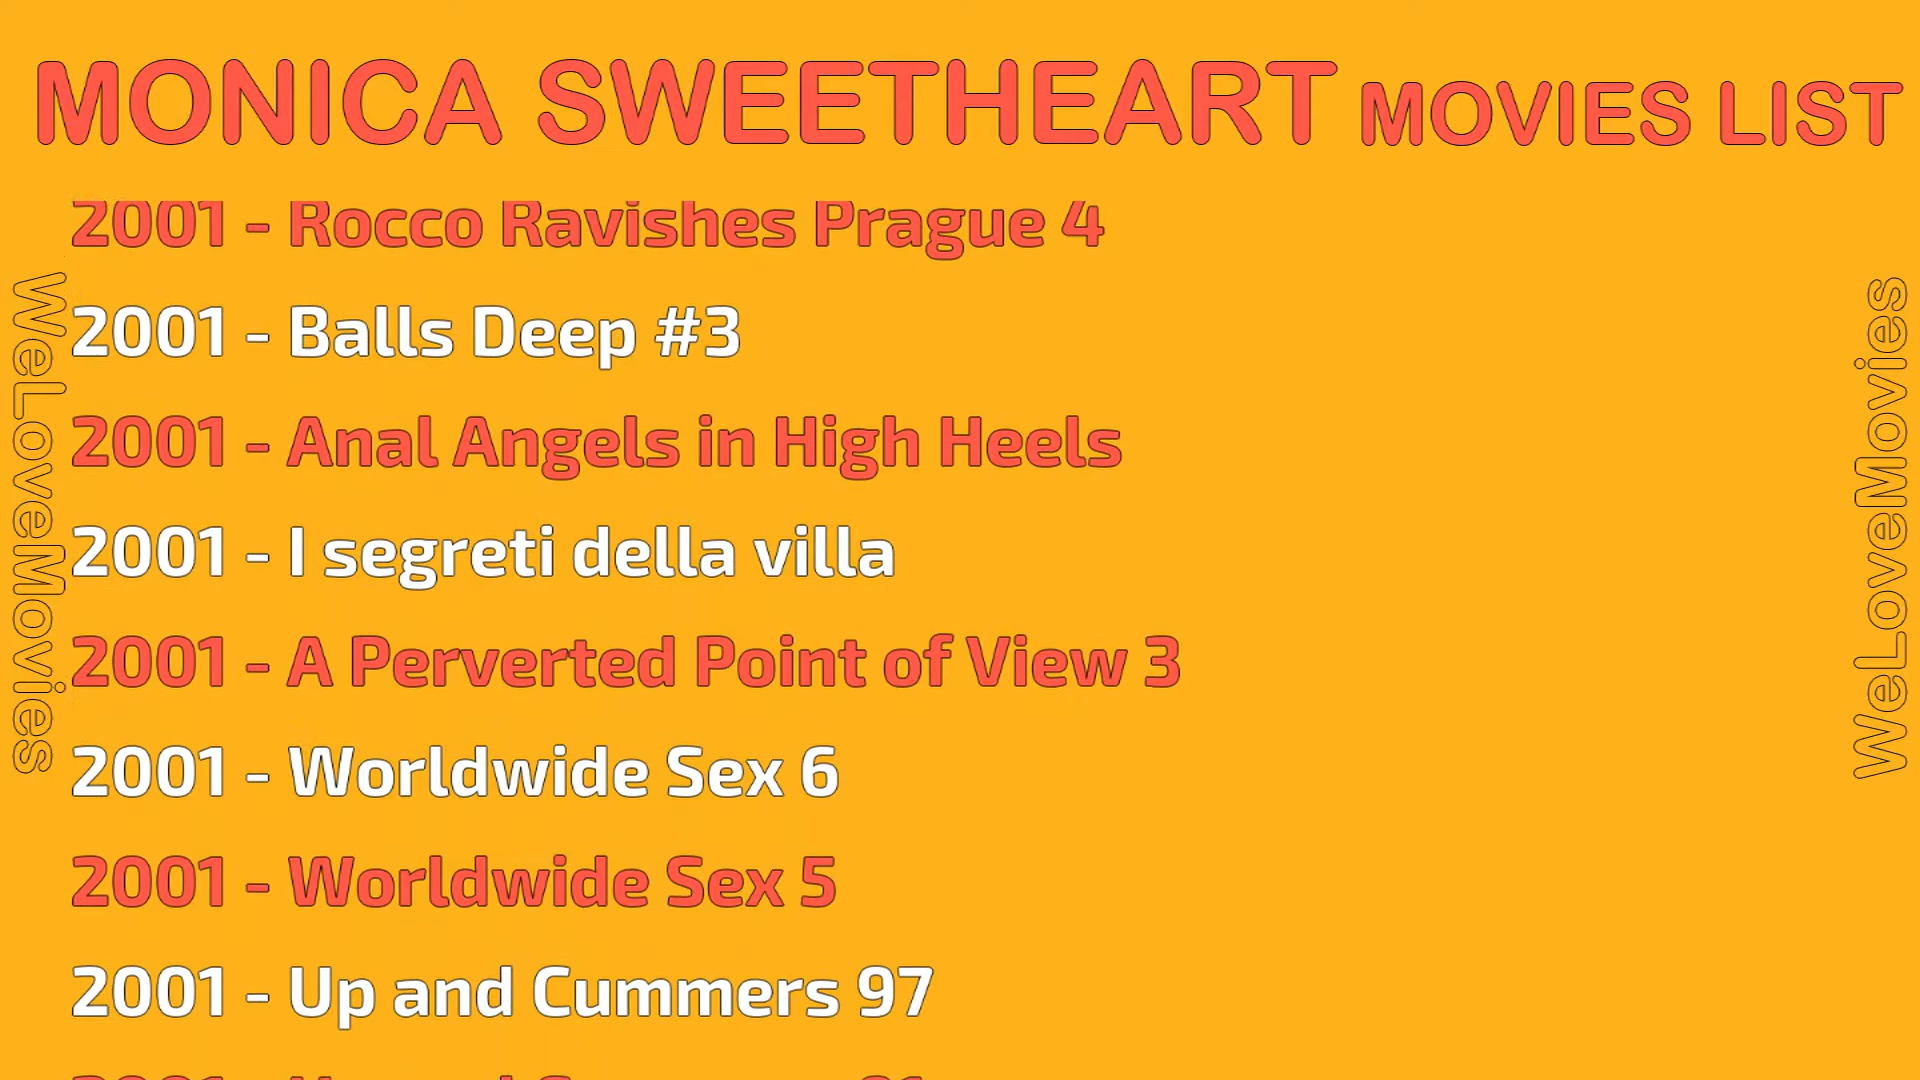 MONICA SWEETHEART MOVIES LIST
2001 - Rocco Ravishes Prague 4
2001 - Balls Deep #3
2001 - Anal Angels in High Heels
2001 - I segreti della villa
2001 - A Perverted Point of View 3
2001 - Worldwide Sex 6
2001 - Worldwide Sex 5
2001 - Up and Cummers 97
WeLoveMovies
WeLoveMovies